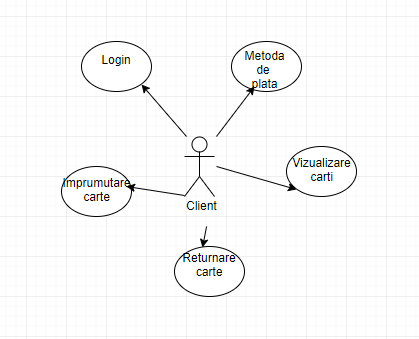 Login
Metoda
de
plata
Vizualizare
carti
Imprumutare
carte
Client
Returnare
carte